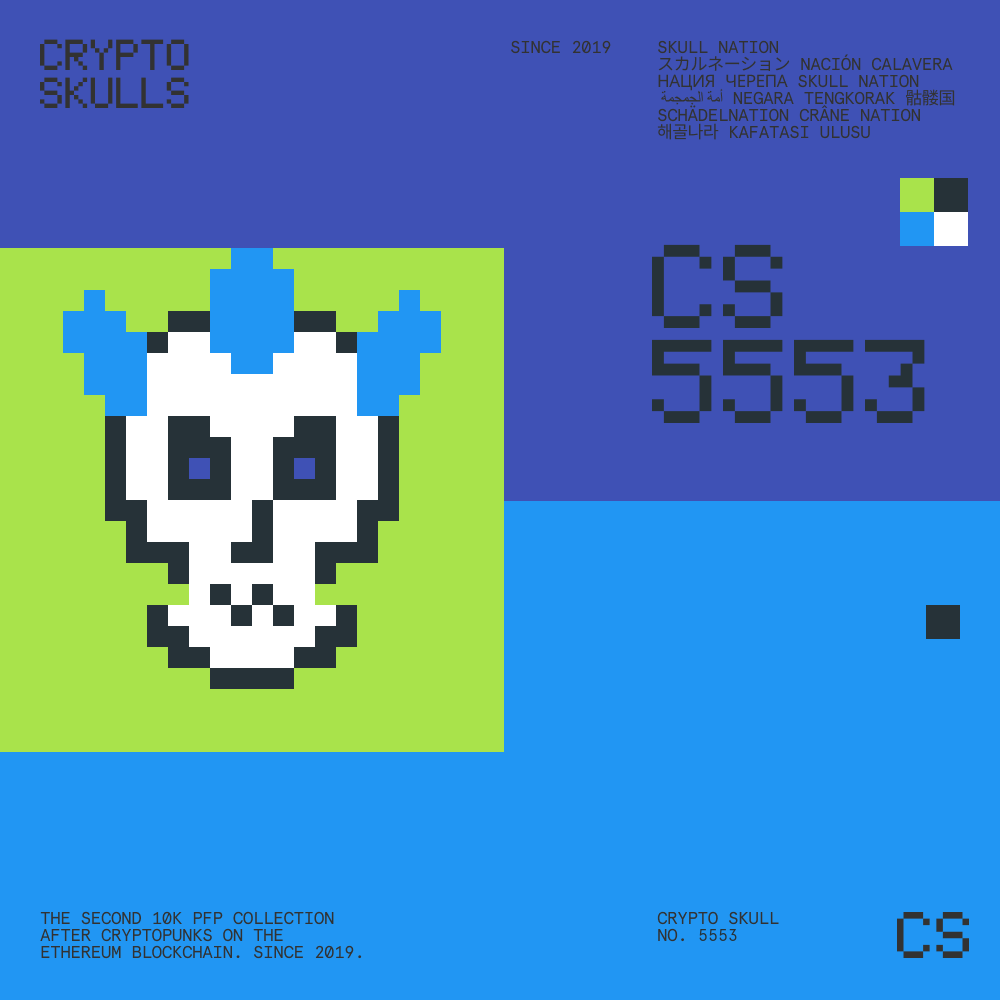 CRYPTO
SKULLS
SINCE 2019
SKULL NATION
スカルネーション NACIÓN CALAVERA
НАЦИЯ ЧЕРЕПА SKULL NATION
أمة الجمجمة NEGARA TENGKORAK 骷髅国
SCHÄDELNATION CRÂNE NATION
해골나라 KAFATASI ULUSU
CS
5553
THE SECOND 10K PFP COLLECTION
AFTER CRYPTOPUNKS ON THE
ETHEREUM BLOCKCHAIN. SINCE 2019.
CRYPTO SKULL
NO. 5553
CS